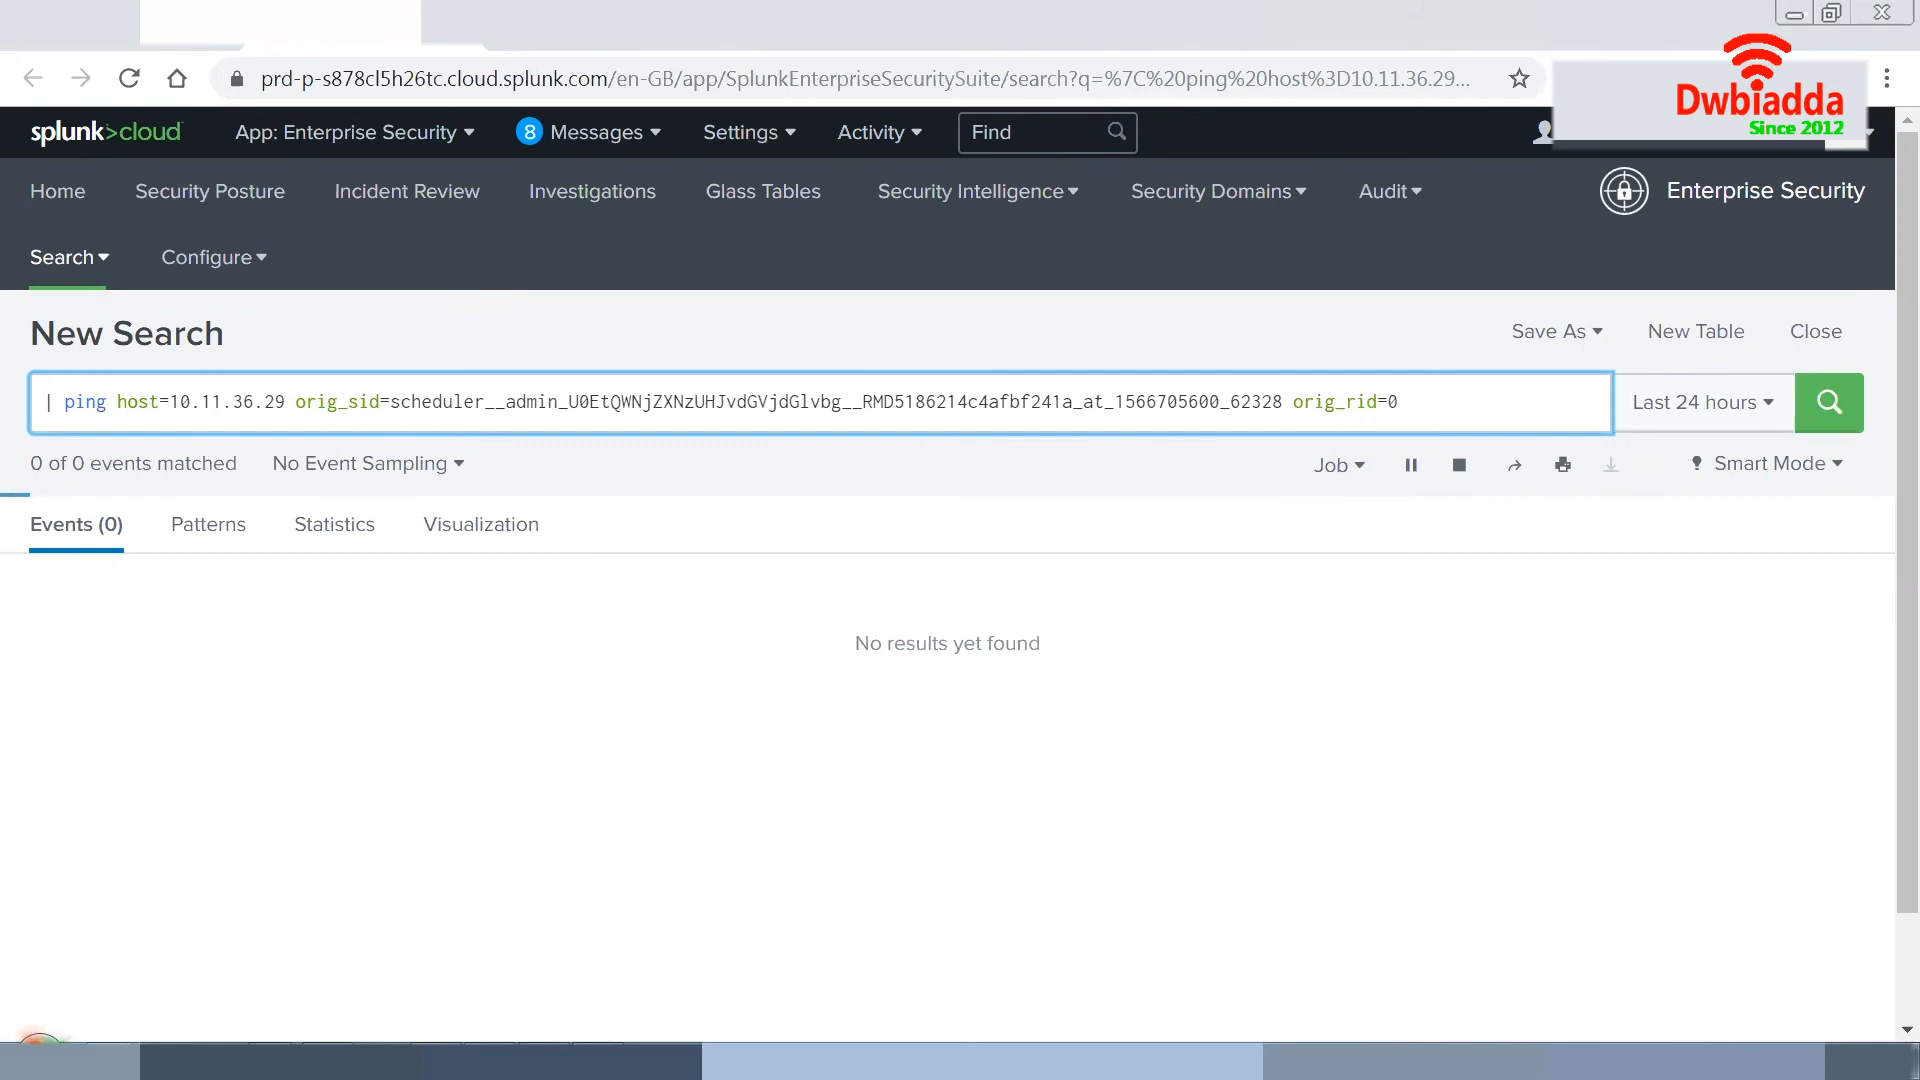 prd-p-s878cl5h26tc.cloud.splunk.com/en-GB/app/SplunkEnterpriseSecuritySuite/search?q=%7C%20ping%20host%3D10.11.36.29...
Dwbiadda
Since 2012
splunk>cloud App: Enterprise Security 8 Messages Settings Activity Find
Home Security Posture Incident Review Investigations Glass Tables Security Intelligence Security Domains Audit Enterprise Security
Search Configure
New Search Save As New Table Close
| ping host=10.11.36.29 orig_sid=scheduler__admin_U0EtQWNjZXNzUHJvdGVjdGlvbg__RMD5186214c4afbf241a_at_1566705600_62328 orig_rid=0 Last 24 hours
0 of 0 events matched No Event Sampling Job Smart Mode
Events (0) Patterns Statistics Visualization
No results yet found